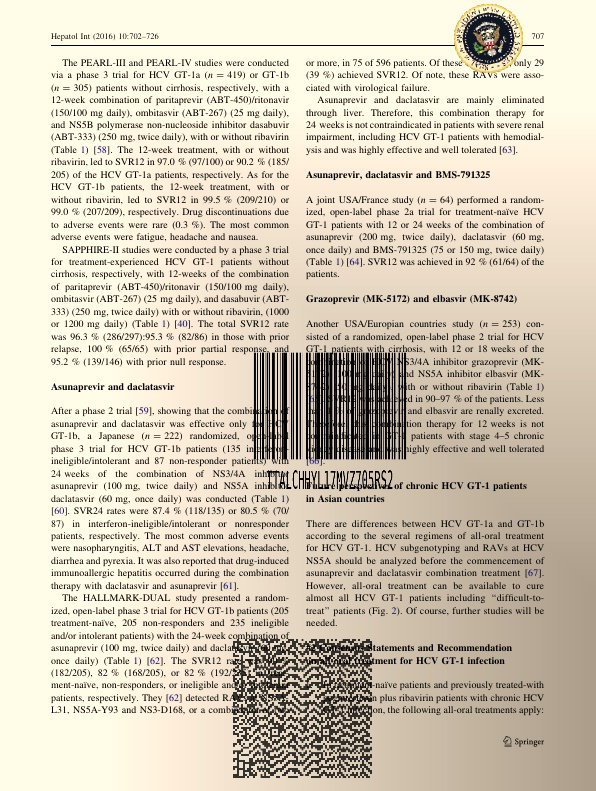 Hepatol Int (2016) 10:702–726
707
The PEARL-III and PEARL-IV studies were conducted
via a phase 3 trial for HCV GT-1a (n = 419) or GT-1b
(n = 305) patients without cirrhosis, respectively, with a
12-week combination of paritaprevir (ABT-450)/ritonavir
(150/100 mg daily), ombitasvir (ABT-267) (25 mg daily),
and NS5B polymerase non-nucleoside inhibitor dasabuvir
(ABT-333) (250 mg, twice daily), with or without ribavirin
(Table 1) [58]. The 12-week treatment, with or without
ribavirin, led to SVR12 in 97.0 % (97/100) or 90.2 % (185/
205) of the GCT-1a patients, respectively. As for the
HCV GT-1b patients, the 12-week treatment, with or
without ribavirin, led to SVR12 in 99.5 % (209/210) or
99.0 % (207/209), respectively. Drug discontinuations due
to adverse events were rare (0.3 %). The most common
adverse events were fatigue, headache and nausea.
SAPPHIRE-II studies were conducted by a phase 3 trial
for treatment-experienced HCV GT-1 patients without
cirrhosis, respectively, with 12-weeks of the combination
of paritaprevir (ABT-450)/ritonavir (150/100 mg daily),
ombitasvir (ABT-267) (25 mg daily), and dasabuvir (ABT-
333) (250 mg, twice daily) with or without ribavirin, (1000
or 1200 mg daily) (Table 1) [40]. The total SVR12 rate
was 96.3 % (286/297):95.3 % (82/86) in those with prior
relapse, 100 % (65/65) with prior partial response, and
95.2 % (139/146) with prior null response.
Asunaprevir and daclatasvir
After a phase 2 trial [59], showing that the combination of
asunaprevir and daclatasvir was effective only for HCV
GT-1b, a Japanese (n = 222) randomized, open-label
phase 3 trial for HCV GT-1b patients (135 interferon-
ineligible/intolerant and 87 non-responder patients) with
24 weeks of the combination of NS3/4A inhibitor
asunaprevir (100 mg, twice daily) and NS5A inhibitor
daclatasvir (60 mg, once daily) was conducted (Table 1)
[60]. SVR24 rates were 87.4 % (118/135) or 80.5 % (70/
87) in interferon-ineligible/intolerant or nonresponder
patients, respectively. The most common adverse events
were nasopharyngitis, ALT and AST elevations, headache,
diarrhea and pyrexia. It was also reported that drug-induced
immunoallergic hepatitis occurred during the combination
therapy with daclatasvir and asunaprevir [61].
The HALLMARK-DUAL study presented a random-
ized, open-label phase 3 trial for HCV GT-1b patients (205
treatment-naïve, 205 non-responders and 235 ineligible
and/or intolerant patients) with the 24-week combination of
asunaprevir (100 mg, twice daily) and daclatasvir
once daily) (Table 1) [62]. The SVR12
(182/205), 82 % (168/205), or 82 %
ment-naïve, non-responders, or ineligible
patients, respectively. They [62] detected
L31, NS5A-Y93 and NS3-D168, or a
or more, in 75 of 596 patients. Of these only 29
(39 %) achieved SVR12. Of note, these RAVs were asso-
ciated with virological failure.
Asunaprevir and daclatasvir are mainly eliminated
through liver. Therefore, this combination therapy for
24 weeks is not contraindicated in patients with severe renal
impairment, including HCV GT-1 patients with hemodial-
ysis and was highly effective and well tolerated [63].
Asunaprevir, daclatasvir and BMS-791325
A joint USA/France study (n = 64) performed a random-
ized, open-label phase 2a trial for treatment-naïve HCV
GT-1 patients with 12 or 24 weeks of the combination of
asunaprevir (200 mg, twice daily), daclatasvir (60 mg,
once daily) and BMS-791325 (75 or 150 mg, twice daily)
(Table 1) [64]. SVR12 was achieved in 92 % (61/64) of the
patients.
Grazoprevir (MK-5172) and elbasvir (MK-8742)
Another USA/Europian countries study (n = 253) con-
sisted of a randomized, open-label phase 2 trial for HCV
GT-1 patients with cirrhosis, with 12 or 18 weeks of the
NS3/4A inhibitor grazoprevir (MK-
and NS5A inhibitor elbasvir (MK-
with or without ribavirin (Table 1)
achieved in 90–97 % of the patients. Less
and elbasvir are renally excreted.
combination therapy for 12 weeks is not
patients with stage 4–5 chronic
was highly effective and well tolerated
[66].
ITALCHHYL17MVZ705RS2
Future perspectives of chronic HCV GT-1 patients
in Asian countries
There are differences between HCV GT-1a and GT-1b
according to the several regimens of all-oral treatment
for HCV GT-1. HCV subgenotyping and RAVs at HCV
NS5A should be analyzed before the commencement of
asunaprevir and daclatasvir combination treatment [67].
However, all-oral treatment can be available to cure
almost all HCV GT-1 patients including “difficult-to-
treat” patients (Fig. 2). Of course, further studies will be
needed.
Statements and Recommendation
treatment for HCV GT-1 infection
patients and previously treated-with
plus ribavirin patients with chronic HCV
the following all-oral treatments apply:
Springer